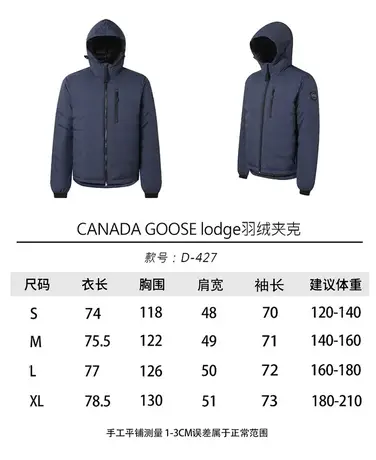 CANADA GOOSE lodge羽绒夹克
款号：D-427
尺码 衣长 胸围 肩宽 袖长 建议体重
S 74 118 48 70 120-140
M 75.5 122 49 71 140-160
L 77 126 50 72 160-180
XL 78.5 130 51 73 180-210
手工平铺测量 1-3CM误差属于正常范围